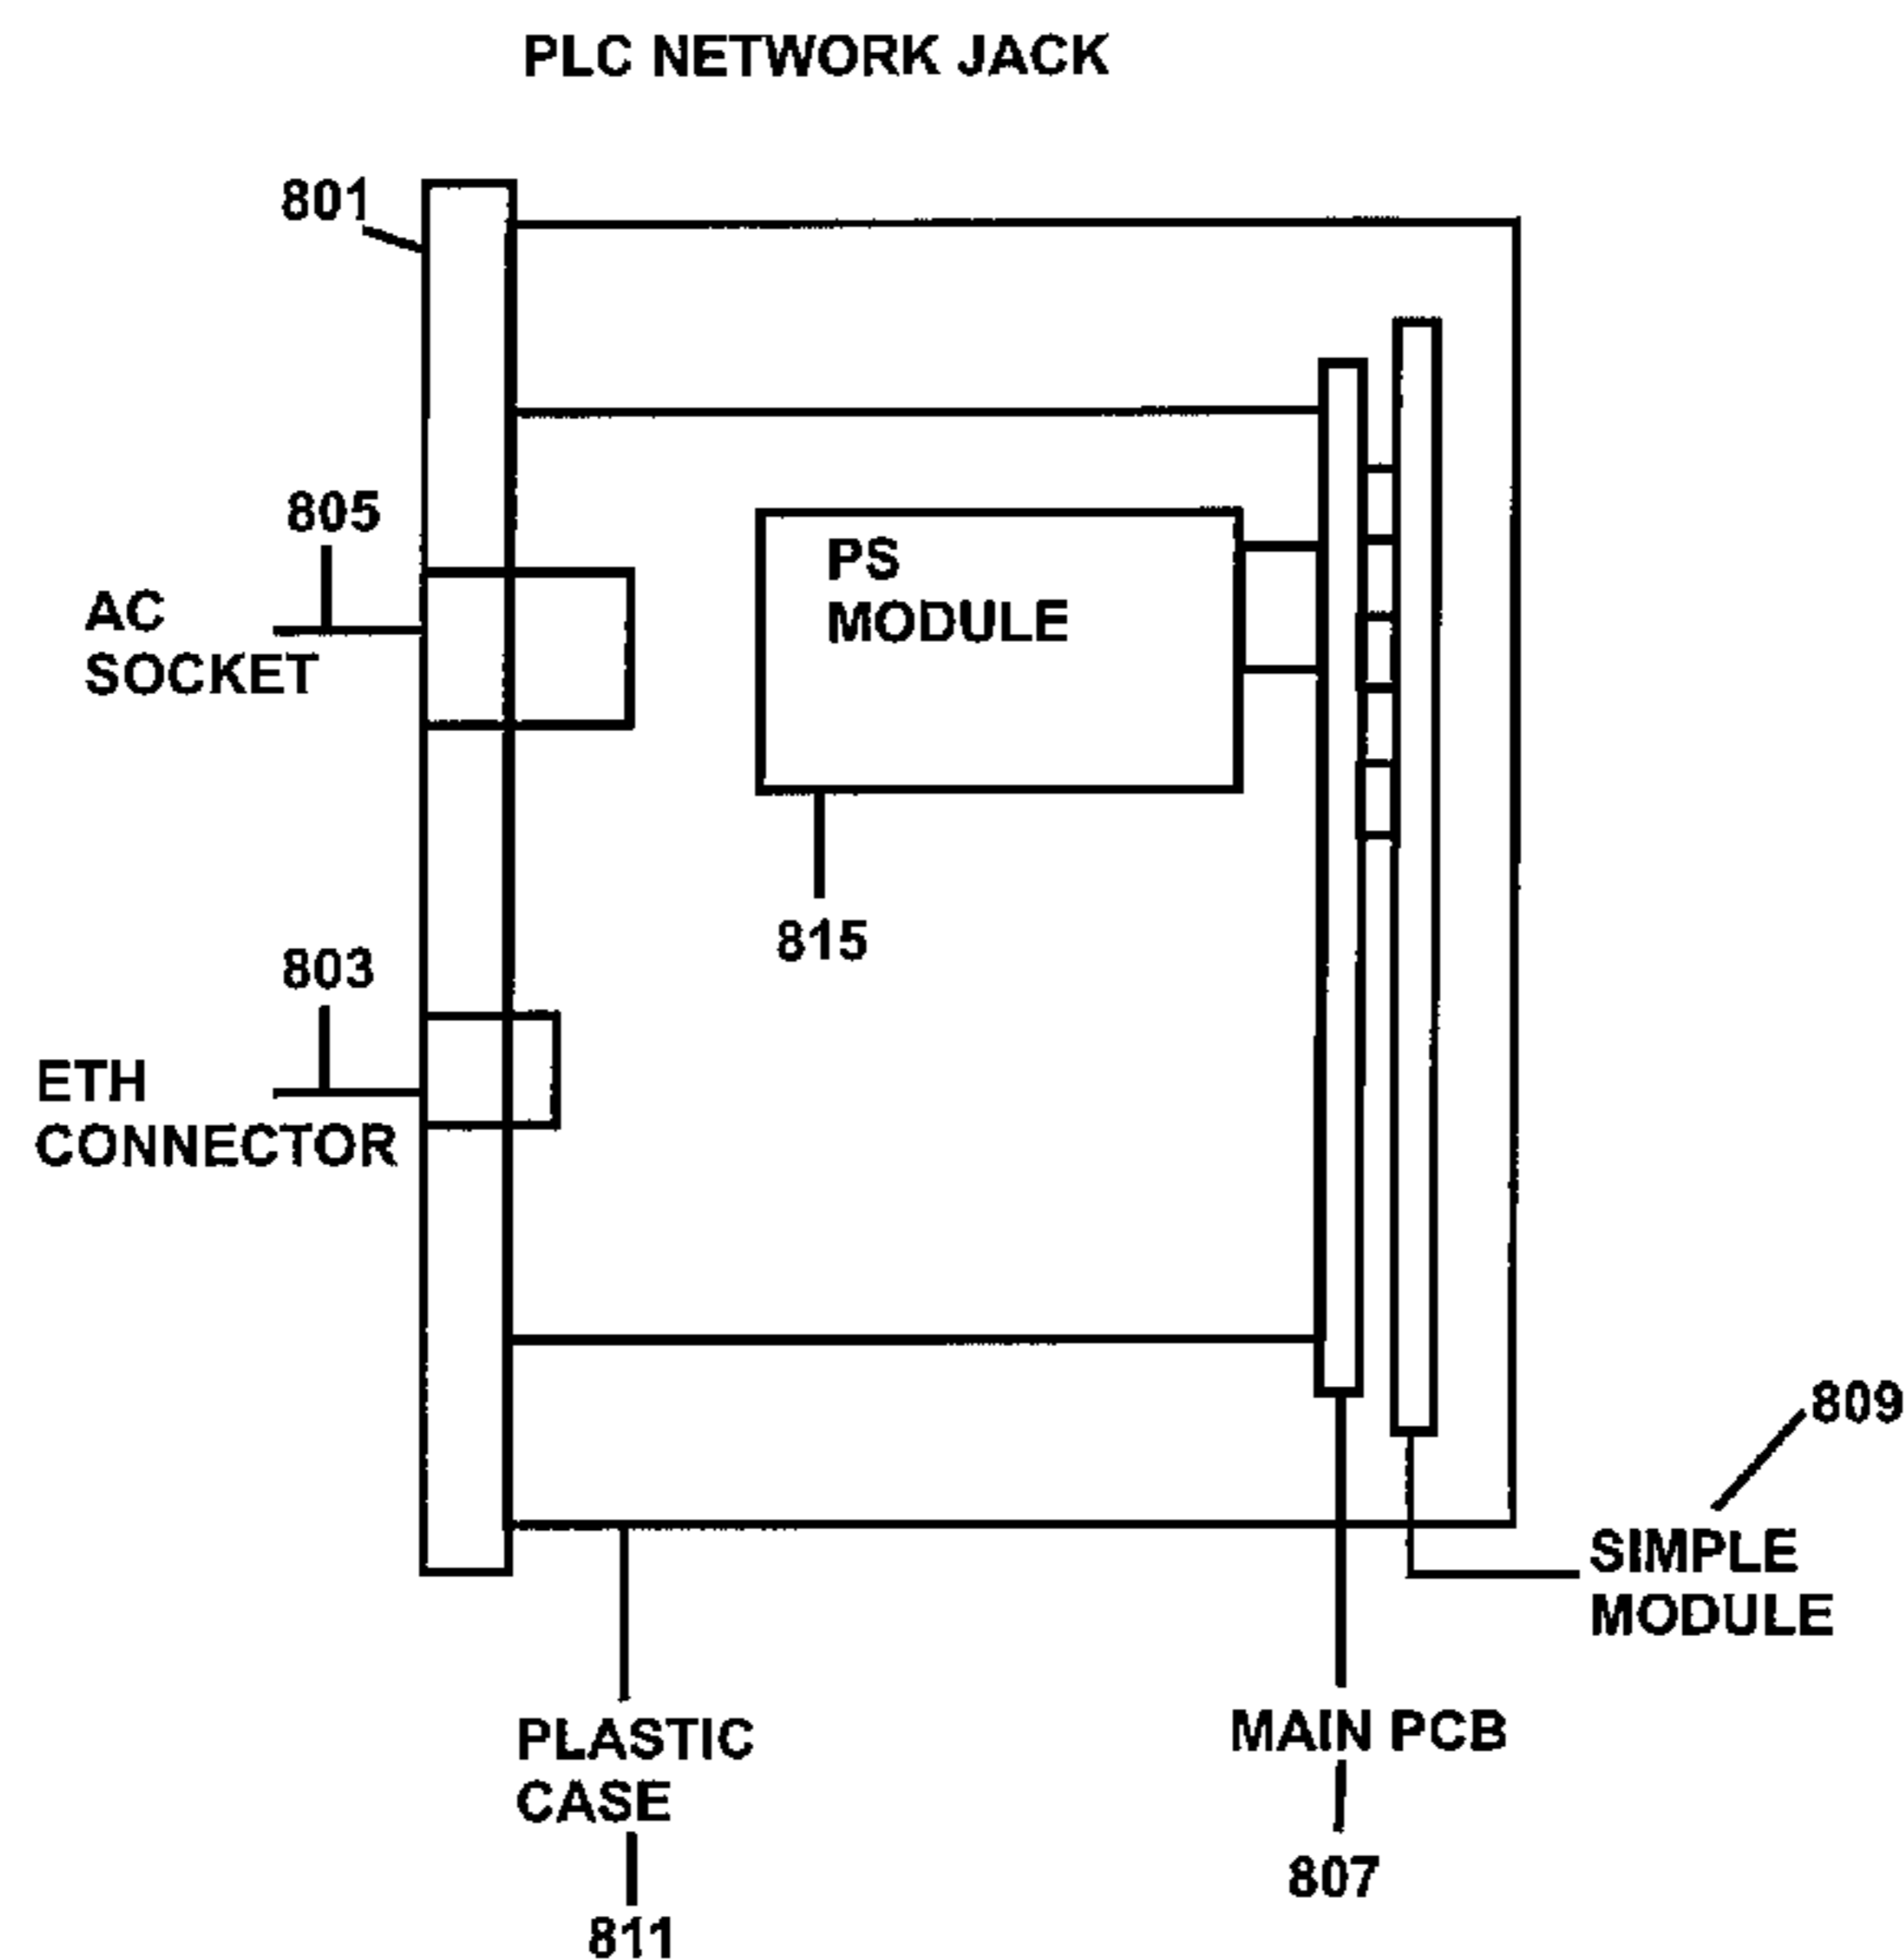 PLC NETWORK JACK
801
805
AC
SOCKET
PS
MODULE
815
803
ETH
CONNECTOR
809
SIMPLE
MODULE
PLASTIC
CASE
811
MAIN PCB
807